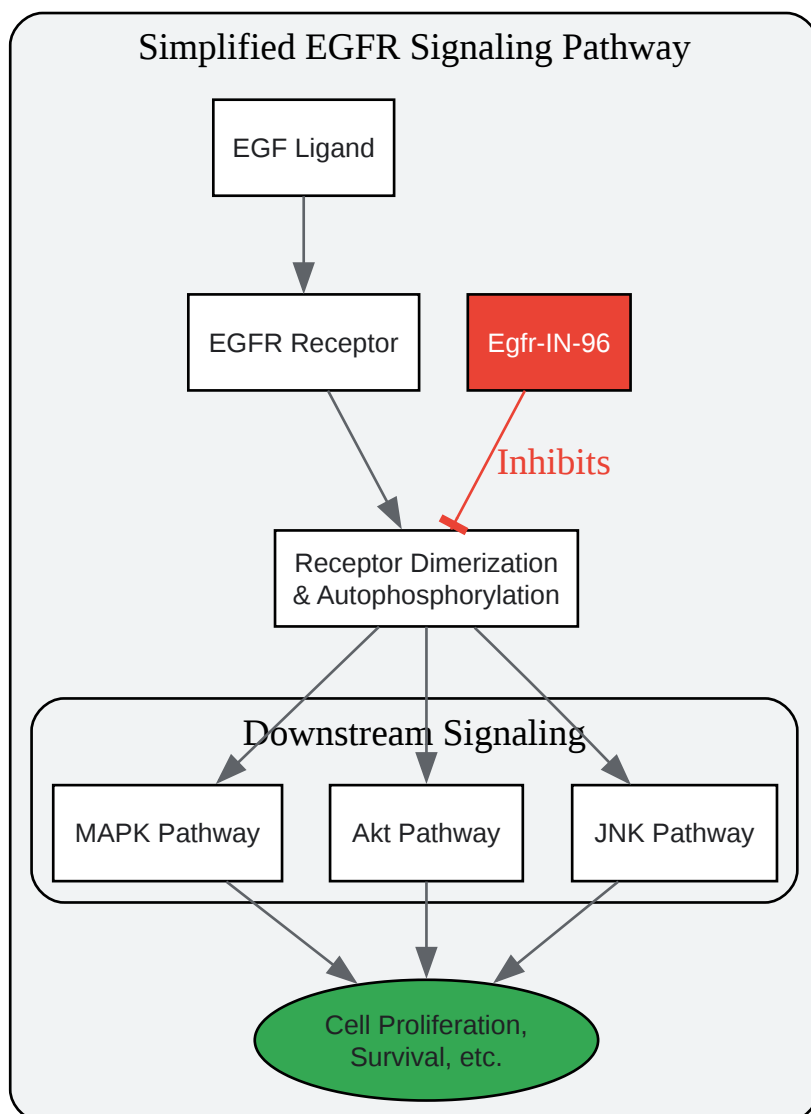 Simplified EGFR Signaling Pathway
EGF Ligand
EGFR Receptor
Egfr-IN-96
Inhibits
Receptor Dimerization
& Autophosphorylation
Downstream Signaling
MAPK Pathway
Akt Pathway
JNK Pathway
Cell Proliferation,
Survival, etc.